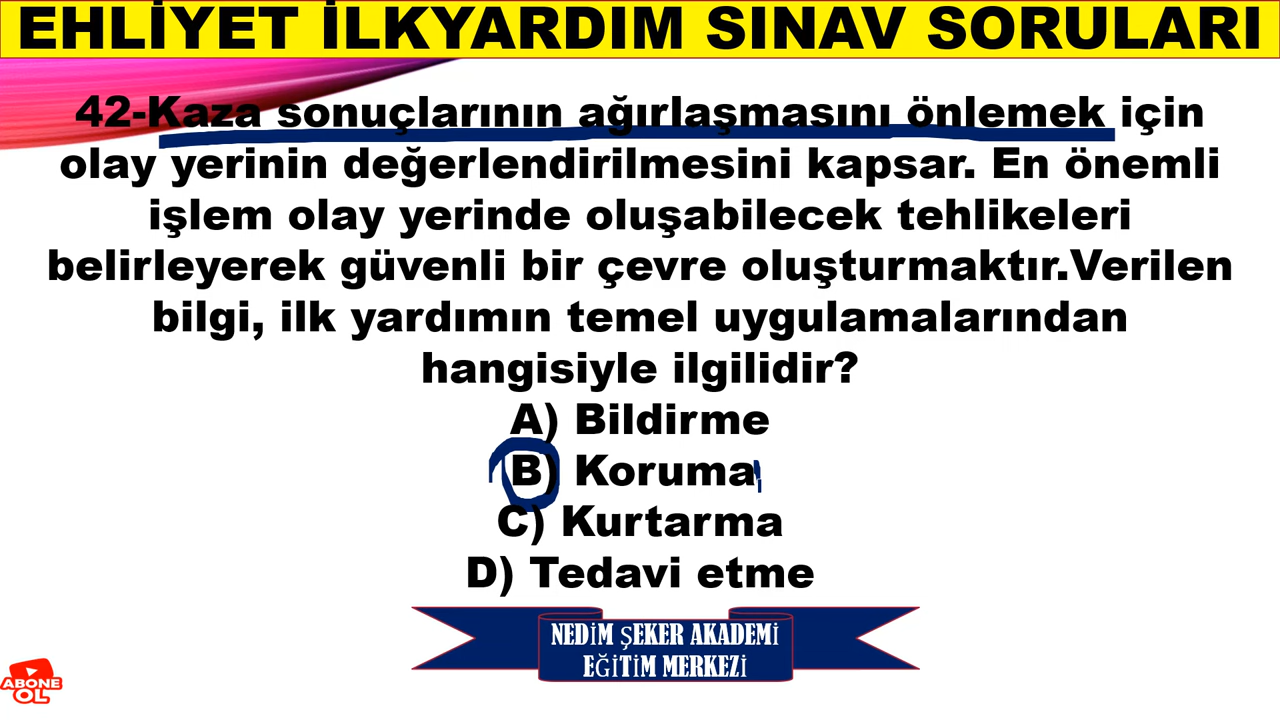 EHLİYET İLKYARDIM SINAV SORULARI
42-Kaza sonuçlarının ağırlaşmasını önlemek için
olay yerinin değerlendirilmesini kapsar. En önemli
işlem olay yerinde oluşabilecek tehlikeleri
belirleyerek güvenli bir çevre oluşturmaktır.Verilen
bilgi, ilk yardımın temel uygulamalarından
hangisiyle ilgilidir?
A) Bildirme
B) Koruma
C) Kurtarma
D) Tedavi etme
NEDİM ŞEKER AKADEMİ
EĞİTİM MERKEZİ
ABONE
OL